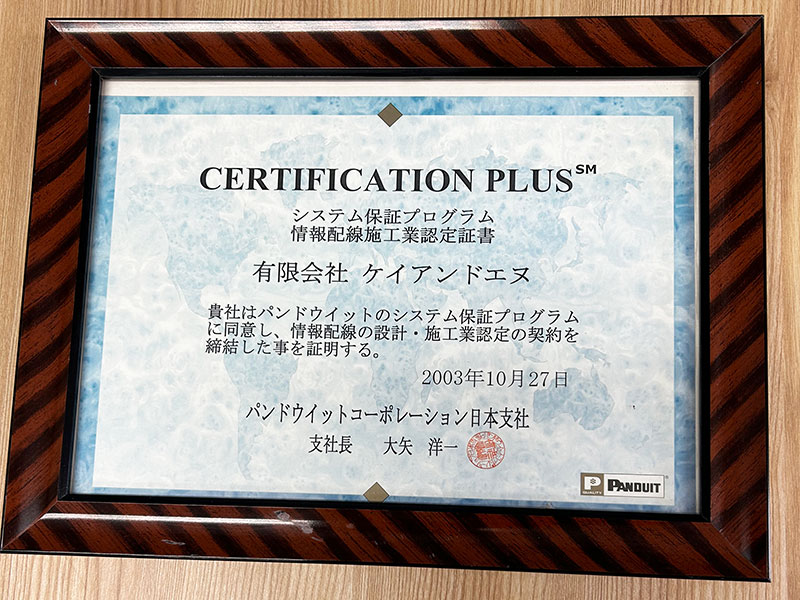 CERTIFICATION PLUS℠
システム保証プログラム
情報配線施工業認定証書
有限会社 ケイアンドエヌ
貴社はパンドウイットのシステム保証プログラム
に同意し、情報配線の設計・施工業認定の契約を
締結した事を証明する。
2003年10月27日
パンドウイットコーポレーション日本支社
支社長 大矢 洋一
P QUALITY PANDUIT